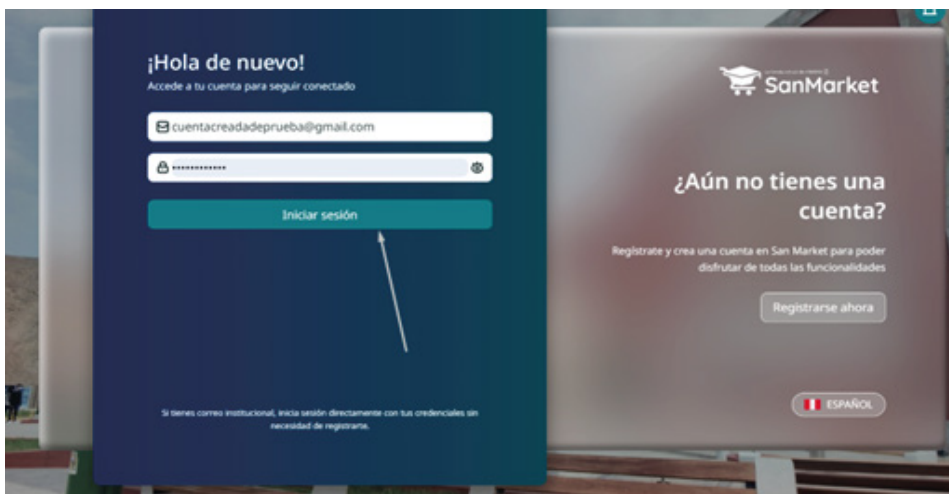 ¡Hola de nuevo!
Accede a tu cuenta para seguir conectado
cuentacreadadeprueba@gmail.com
••••••••••••
Iniciar sesión
Si tienes correo institucional, inicia sesión directamente con tus credenciales sin
necesidad de registrarte.
SanMarket
¿Aún no tienes una
cuenta?
Regístrate y crea una cuenta en San Market para poder
disfrutar de todas las funcionalidades
Registrarse ahora
ESPAÑOL